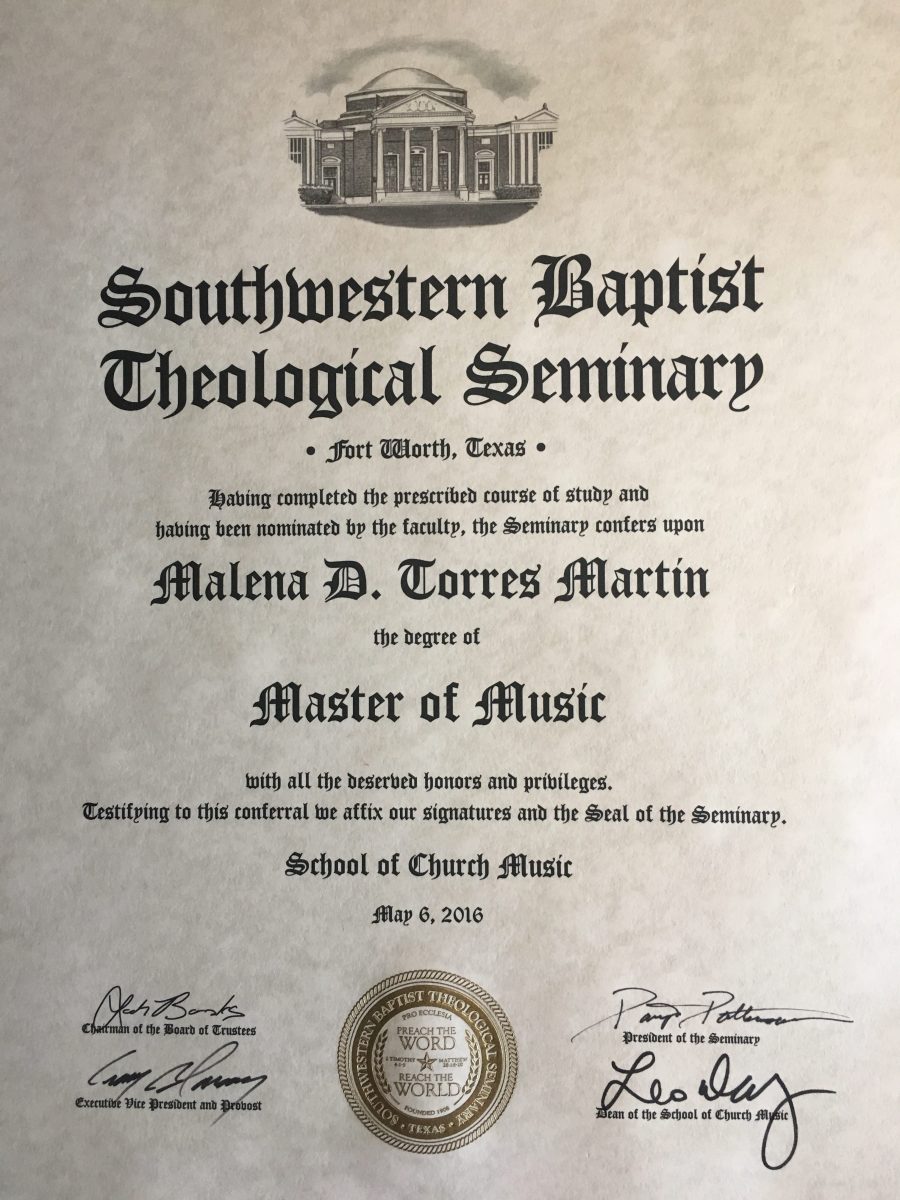 Southwestern Baptist
Theological Seminary
• Fort Worth, Texas •
Having completed the prescribed course of study and
having been nominated by the faculty, the Seminary confers upon
Malena D. Torres Martin
the degree of
Master of Music
with all the deserved honors and privileges.
Testifying to this conferral we affix our signatures and the Seal of the Seminary.
School of Church Music
May 6, 2016
Chairman of the Board of Trustees
Executive Vice President and Provost
SOUTHWESTERN BAPTIST THEOLOGICAL SEMINARY
• TEXAS •
PRO ECCLESIA
PREACH THE
WORD
REACH THE
WORLD
FOUNDED 1908
President of the Seminary
Leo Day
Dean of the School of Church Music